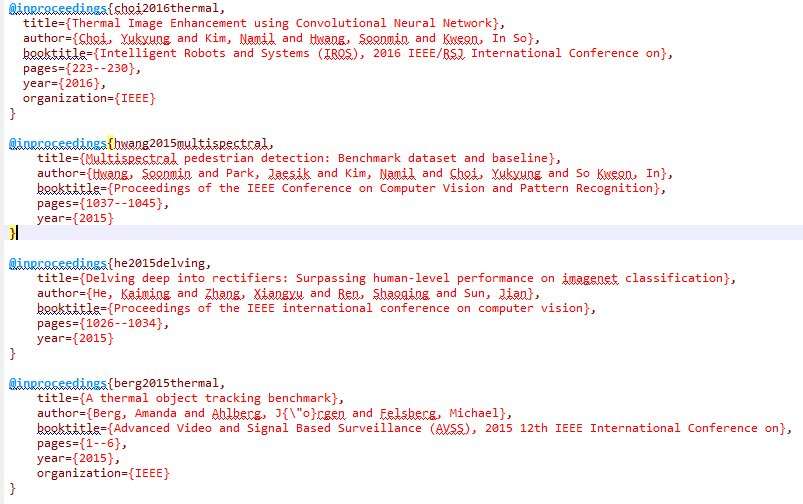 @inproceedings{choi2016thermal,
title={Thermal Image Enhancement using Convolutional Neural Network},
author={Choi, Yukyung and Kim, Namil and Hwang, Soonmin and Kweon, In So},
booktitle={Intelligent Robots and Systems (IROS), 2016 IEEE/RSJ International Conference on},
pages={223--230},
year={2016},
organization={IEEE}
}
@inproceedings{hwang2015multispectral,
title={Multispectral pedestrian detection: Benchmark dataset and baseline},
author={Hwang, Soonmin and Park, Jaesik and Kim, Namil and Choi, Yukyung and So Kweon, In},
booktitle={Proceedings of the IEEE Conference on Computer Vision and Pattern Recognition},
pages={1037--1045},
year={2015}
}
@inproceedings{he2015delving,
title={Delving deep into rectifiers: Surpassing human-level performance on imagenet classification},
author={He, Kaiming and Zhang, Xiangyu and Ren, Shaoqing and Sun, Jian},
booktitle={Proceedings of the IEEE international conference on computer vision},
pages={1026--1034},
year={2015}
}
@inproceedings{berg2015thermal,
title={A thermal object tracking benchmark},
author={Berg, Amanda and Ahlberg, J{\"o}rgen and Felsberg, Michael},
booktitle={Advanced Video and Signal Based Surveillance (AVSS), 2015 12th IEEE International Conference on},
pages={1--6},
year={2015},
organization={IEEE}
}